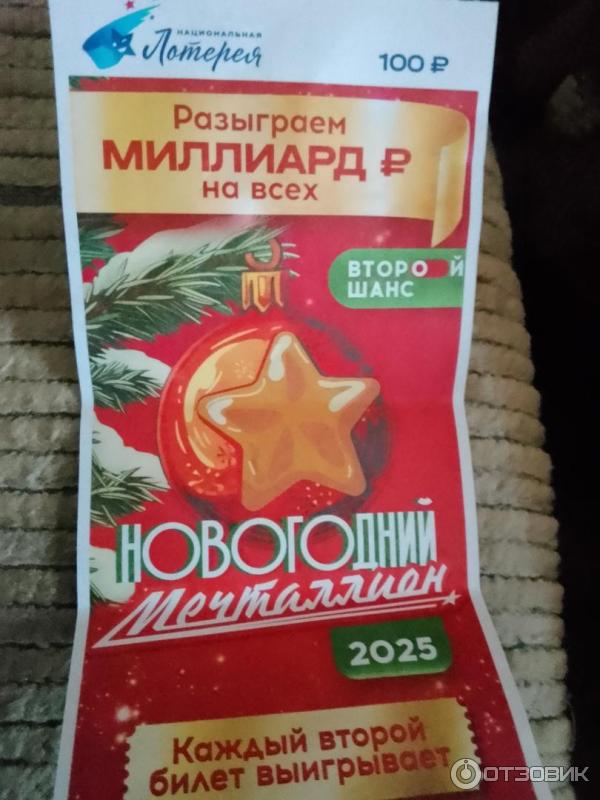 НАЦИОНАЛЬНАЯ
Лотерея
100 ₽
Разыграем
МИЛЛИАРД ₽
на всех
ВТОРОЙ
ШАНС
НОВОГОДНИЙ
Мечталлион
2025
Каждый второй
билет выигрывает
ОТЗОВИК